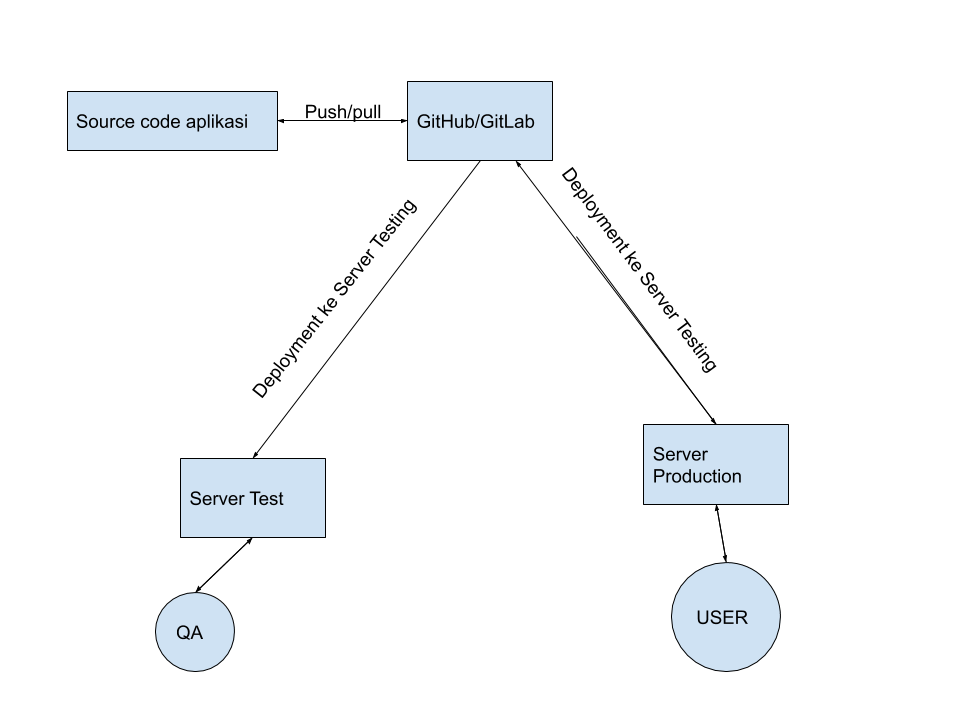 Source code aplikasi
Push/pull
GitHub/GitLab
Deployment ke Server Testing
Deployment ke Server Testing
Server Test
Server
Production
QA
USER